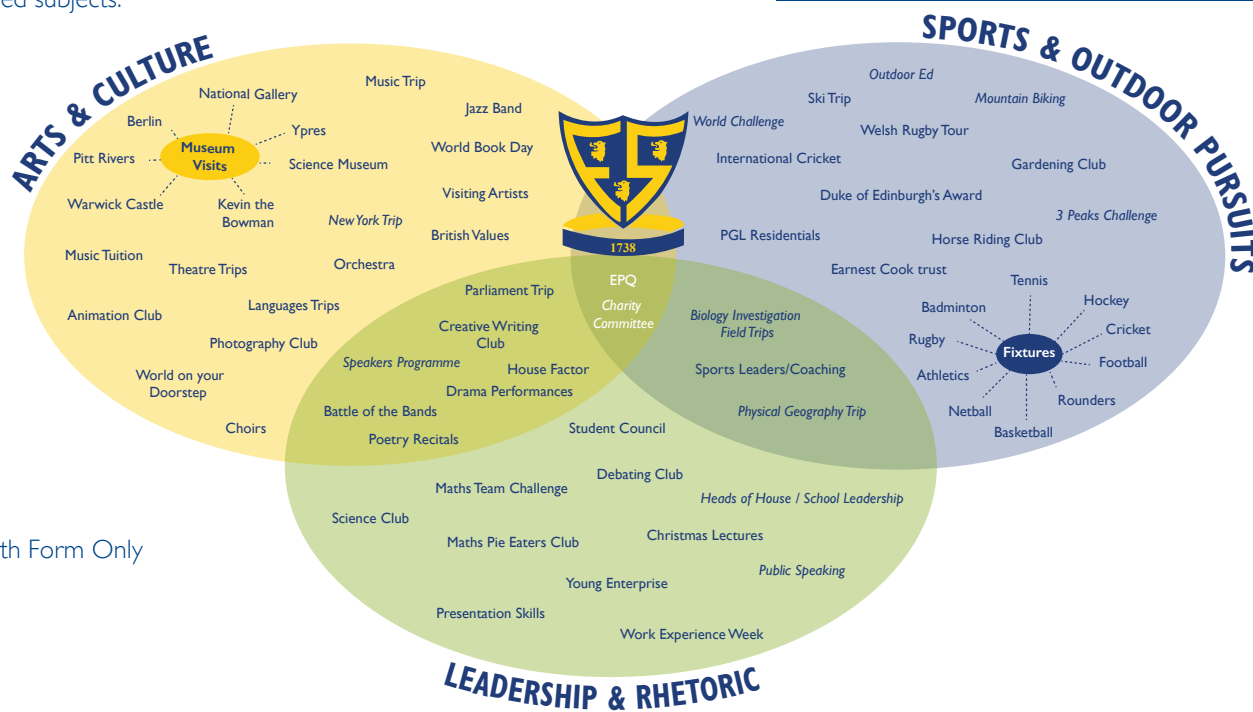 ed subjects.
ARTS & CULTURE
Music Trip
National Gallery
Jazz Band
Berlin
Ypres
Museum
Visits
World Book Day
Pitt Rivers
Science Museum
Visiting Artists
Warwick Castle
Kevin the
Bowman
New York Trip
British Values
Music Tuition
Theatre Trips
Orchestra
Languages Trips
Animation Club
Photography Club
World on your
Doorstep
Choirs
1738
EPQ
Charity
Committee
SPORTS & OUTDOOR PURSUITS
Outdoor Ed
Ski Trip
Mountain Biking
World Challenge
Welsh Rugby Tour
International Cricket
Gardening Club
Duke of Edinburgh's Award
3 Peaks Challenge
PGL Residentials
Horse Riding Club
Earnest Cook trust
Tennis
Badminton
Hockey
Rugby
Cricket
Fixtures
Football
Athletics
Rounders
Netball
Basketball
Parliament Trip
Creative Writing
Club
Speakers Programme
House Factor
Drama Performances
Battle of the Bands
Poetry Recitals
Biology Investigation
Field Trips
Sports Leaders/Coaching
Physical Geography Trip
Student Council
Debating Club
Maths Team Challenge
Heads of House / School Leadership
Science Club
Christmas Lectures
Maths Pie Eaters Club
Public Speaking
Young Enterprise
Presentation Skills
Work Experience Week
LEADERSHIP & RHETORIC
th Form Only